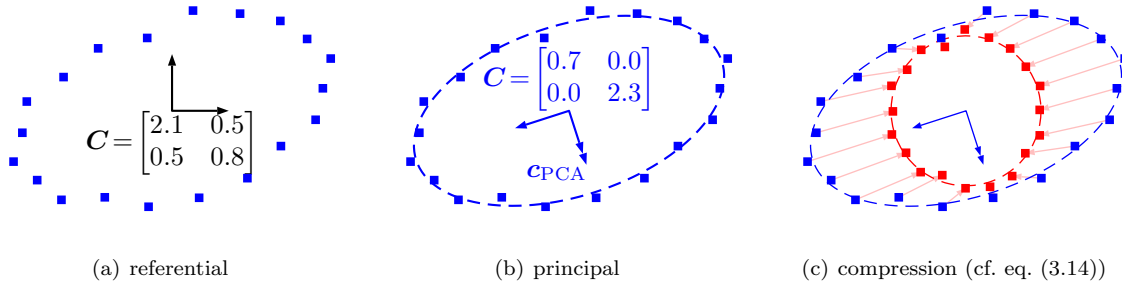 C = [2.1 0.5
0.5 0.8]
C = [0.7 0.0
0.0 2.3]
c_PCA
(a) referential
(b) principal
(c) compression (cf. eq. (3.14))